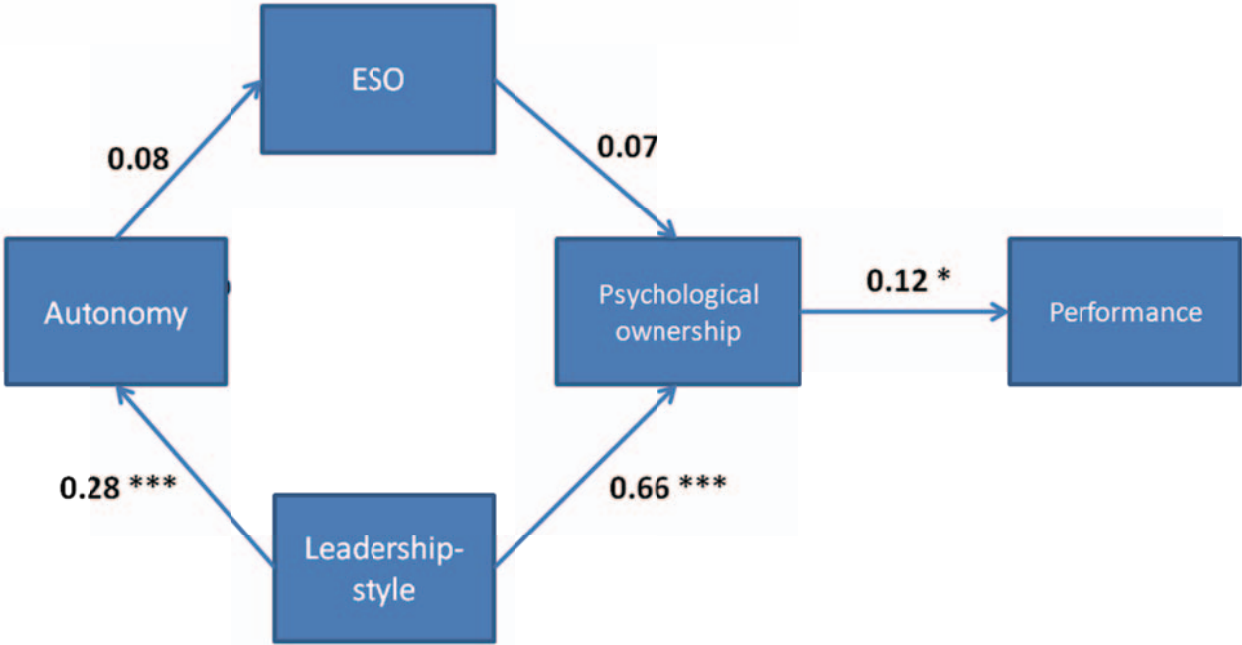 ESO
0.08
0.07
Autonomy
Psychological
ownership
0.12 *
Performance
0.28 ***
0.66 ***
Leadership-
style